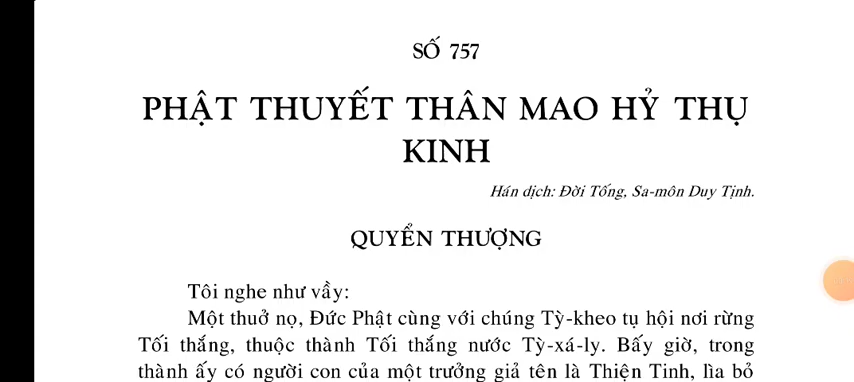 SỐ 757
PHẬT THUYẾT THÂN MAO HỶ THỤ
KINH
Hán dịch: Đời Tống, Sa-môn Duy Tịnh.
QUYỂN THƯỢNG
Tôi nghe như vầy:
Một thuở nọ, Đức Phật cùng với chúng Tỳ-kheo tụ hội nơi rừng
Tối thắng, thuộc thành Tối thắng nước Tỳ-xá-ly. Bấy giờ, trong
thành ấy có người con của một trưởng giả tên là Thiện Tinh, lìa bỏ